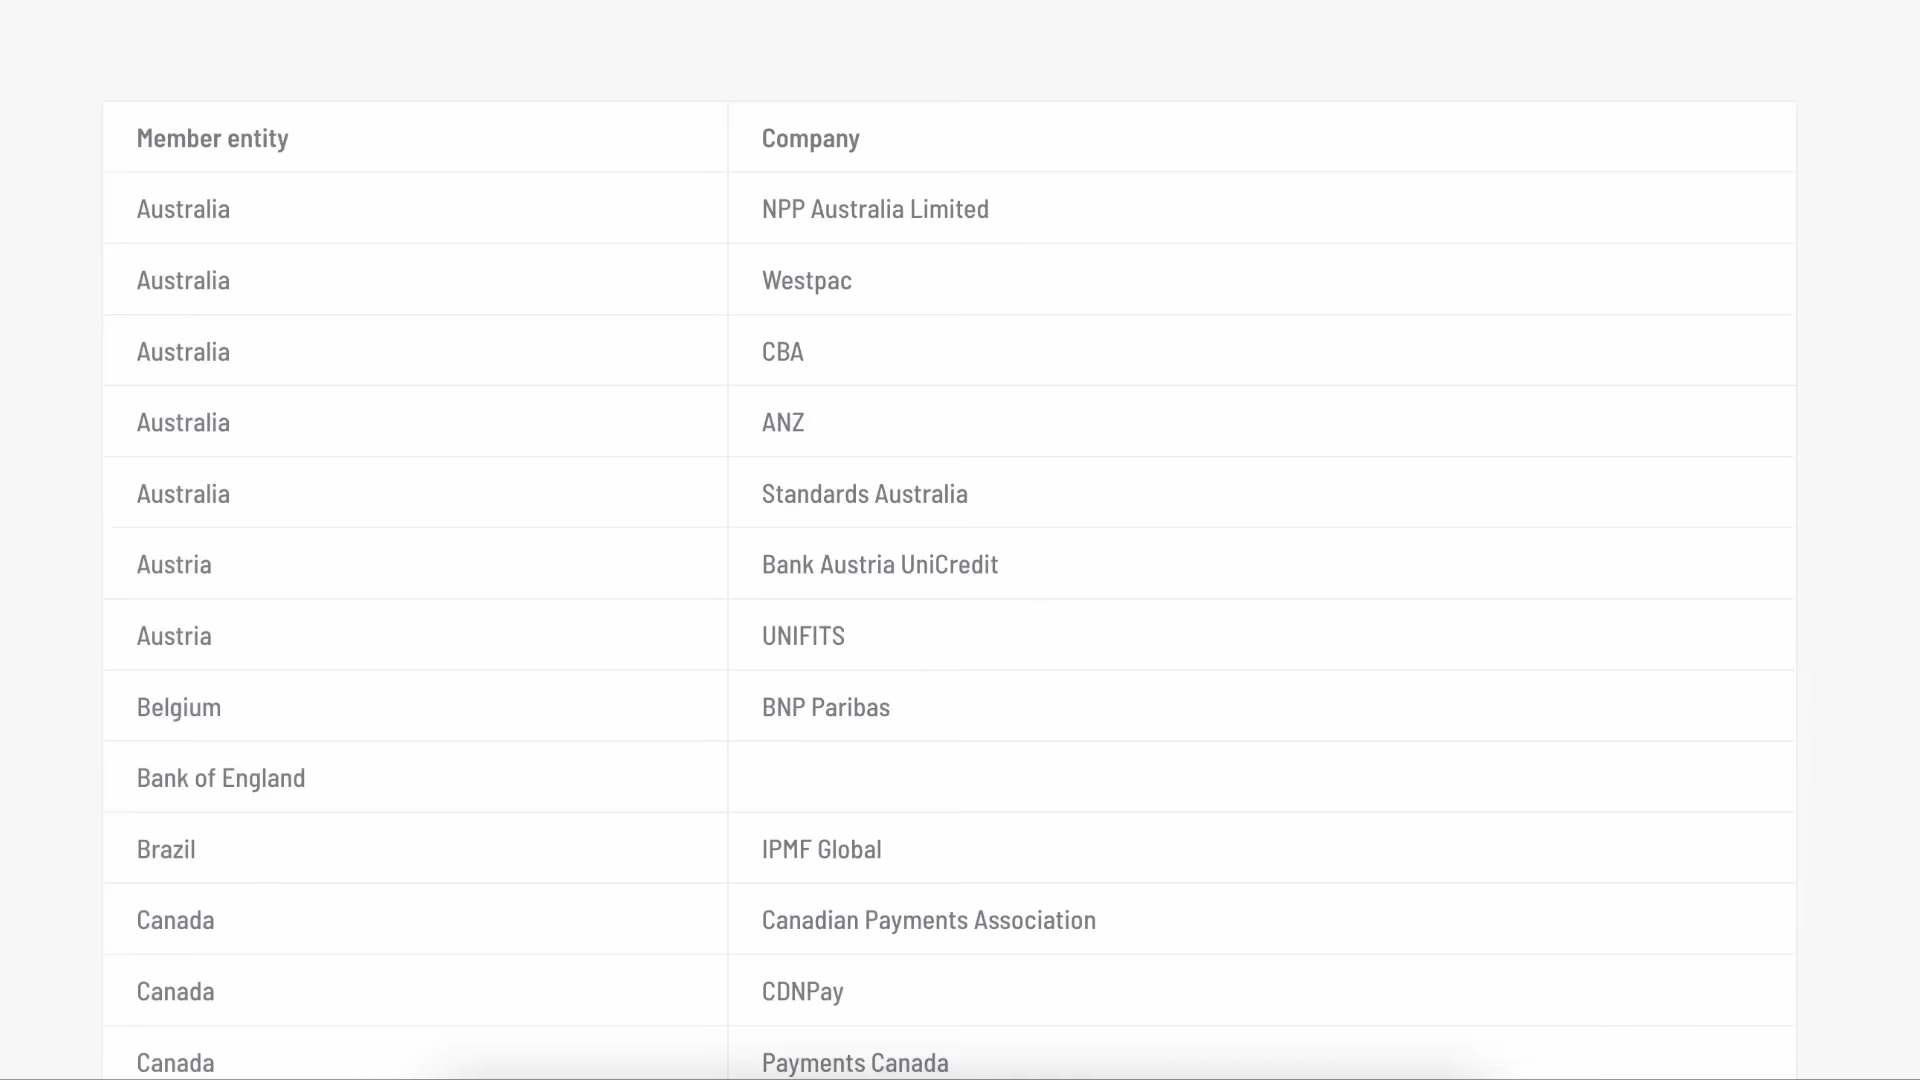 Member entity Company
Australia NPP Australia Limited
Australia Westpac
Australia CBA
Australia ANZ
Australia Standards Australia
Austria Bank Austria UniCredit
Austria UNIFITS
Belgium BNP Paribas
Bank of England
Brazil IPMF Global
Canada Canadian Payments Association
Canada CDNPay
Canada Payments Canada